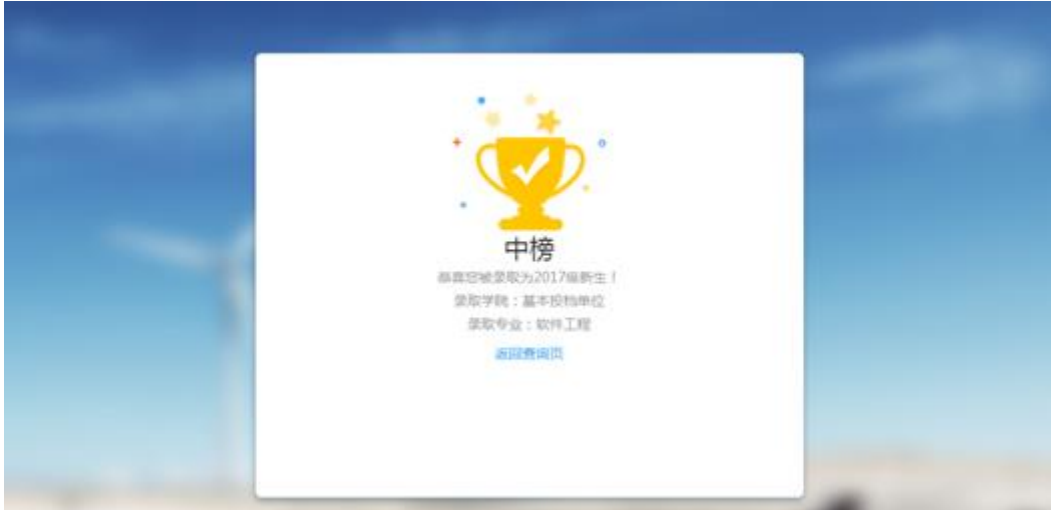 中榜
恭喜您被录取为2017级新生！
录取学院：基本投档单位
录取专业：软件工程
返回查询页